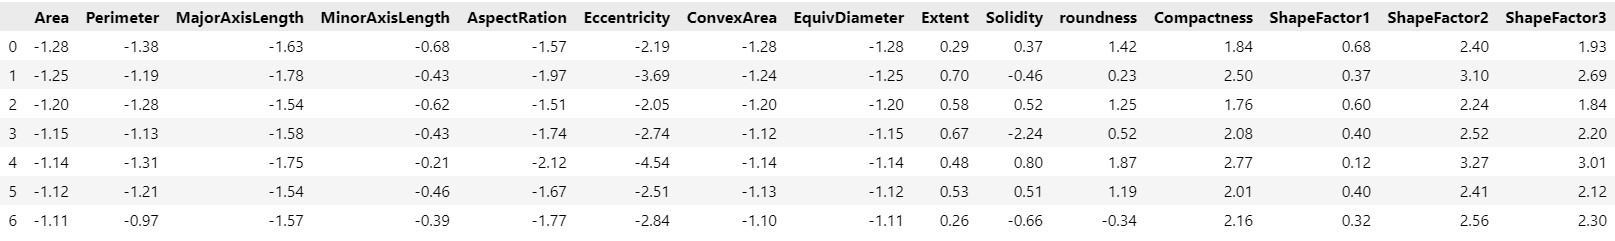 Area Perimeter MajorAxisLength MinorAxisLength AspectRation Eccentricity ConvexArea EquivDiameter Extent Solidity roundness Compactness ShapeFactor1 ShapeFactor2 ShapeFactor3
0 -1.28 -1.38 -1.63 -0.68 -1.57 -2.19 -1.28 -1.28 0.29 0.37 1.42 1.84 0.68 2.40 1.93
1 -1.25 -1.19 -1.78 -0.43 -1.97 -3.69 -1.24 -1.25 0.70 -0.46 0.23 2.50 0.37 3.10 2.69
2 -1.20 -1.28 -1.54 -0.62 -1.51 -2.05 -1.20 -1.20 0.58 0.52 1.25 1.76 0.60 2.24 1.84
3 -1.15 -1.13 -1.58 -0.43 -1.74 -2.74 -1.12 -1.15 0.67 -2.24 0.52 2.08 0.40 2.52 2.20
4 -1.14 -1.31 -1.75 -0.21 -2.12 -4.54 -1.14 -1.14 0.48 0.80 1.87 2.77 0.12 3.27 3.01
5 -1.12 -1.21 -1.54 -0.46 -1.67 -2.51 -1.13 -1.12 0.53 0.51 1.19 2.01 0.40 2.41 2.12
6 -1.11 -0.97 -1.57 -0.39 -1.77 -2.84 -1.10 -1.11 0.26 -0.66 -0.34 2.16 0.32 2.56 2.30